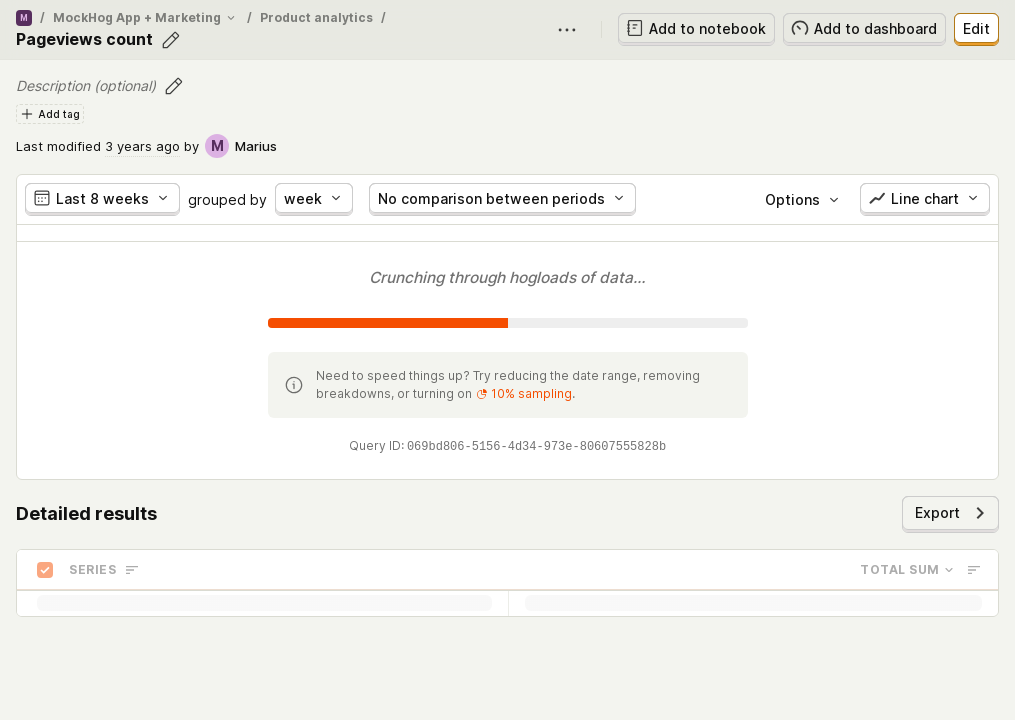 M / MockHog App + Marketing / Product analytics /
Pageviews count
Add to notebook
Add to dashboard
Edit
Description (optional)
Add tag
Last modified 3 years ago by M Marius
Last 8 weeks grouped by week No comparison between periods Options Line chart
Crunching through hogloads of data...
Need to speed things up? Try reducing the date range, removing
breakdowns, or turning on 10% sampling.
Query ID: 069bd806-5156-4d34-973e-80607555828b
Detailed results
Export
SERIES TOTAL SUM